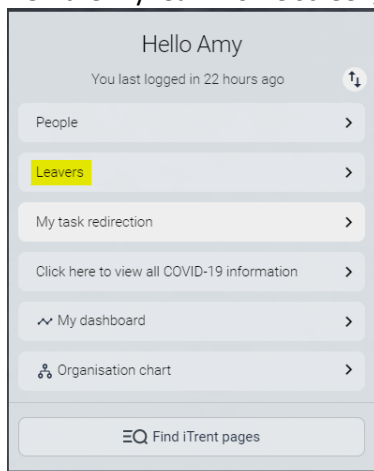 Hello Amy
You last logged in 22 hours ago
People
Leavers
My task redirection
Click here to view all COVID-19 information
My dashboard
Organisation chart
Find iTrent pages